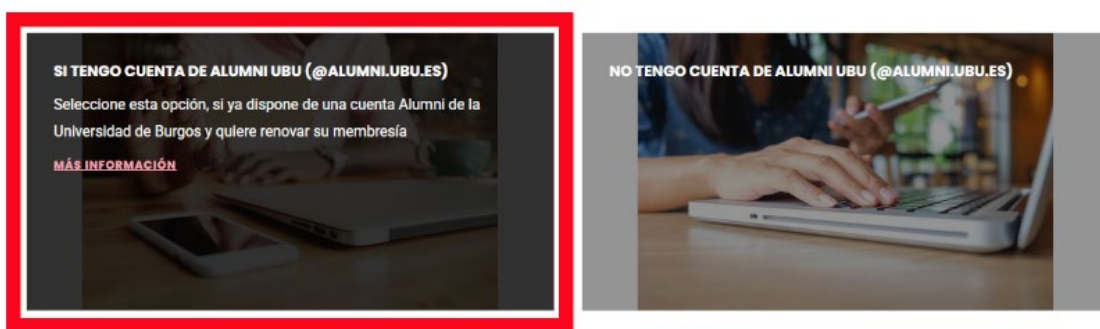 SI TENGO CUENTA DE ALUMNI UBU (@ALUMNI.UBU.ES)
Seleccione esta opción, si ya dispone de una cuenta Alumni de la
Universidad de Burgos y quiere renovar su membresía
MÁS INFORMACIÓN
NO TENGO CUENTA DE ALUMNI UBU (@ALUMNI.UBU.ES)